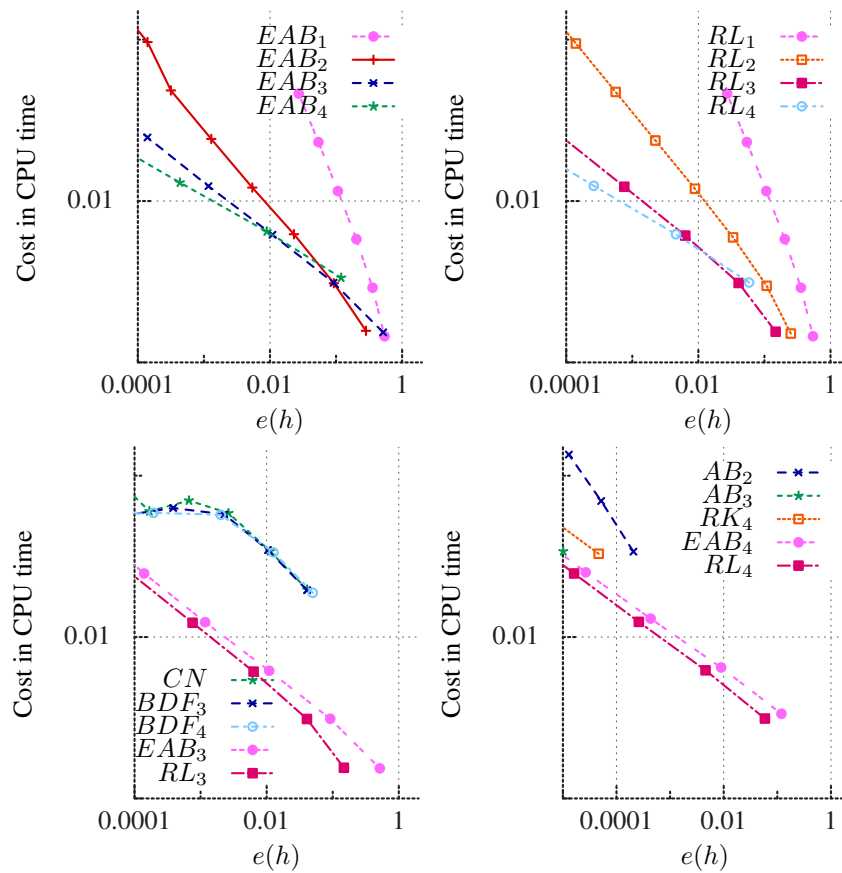 EAB₁
EAB₂
EAB₃
EAB₄
Cost in CPU time
0.01
0.0001 0.01 1
e(h)
RL₁
RL₂
RL₃
RL₄
Cost in CPU time
0.01
0.0001 0.01 1
e(h)
CN
BDF₃
BDF₄
EAB₃
RL₃
Cost in CPU time
0.01
0.0001 0.01 1
e(h)
AB₂
AB₃
RK₄
EAB₄
RL₄
Cost in CPU time
0.01
0.0001 0.01 1
e(h)